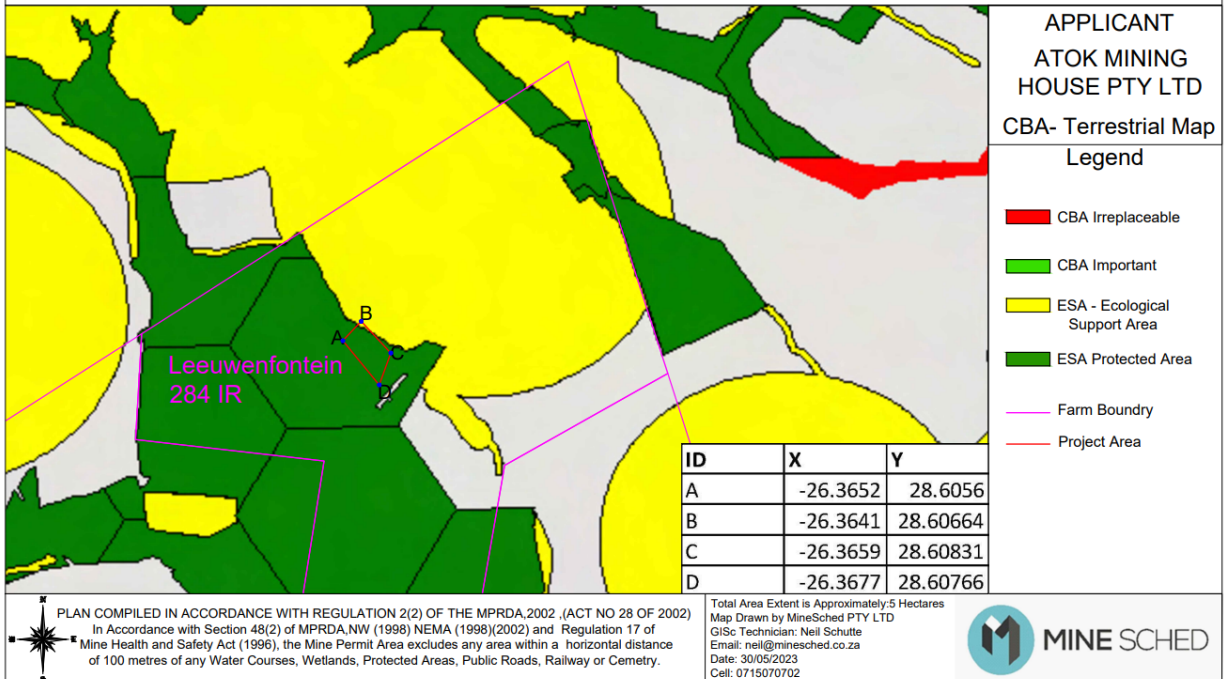 APPLICANT
ATOK MINING
HOUSE PTY LTD
CBA- Terrestrial Map
Legend
CBA Irreplaceable
CBA Important
ESA - Ecological
Support Area
ESA Protected Area
Farm Boundry
Project Area
B
A
C
D
Leeuwenfontein
284 IR
ID X Y
A -26.3652 28.6056
B -26.3641 28.60664
C -26.3659 28.60831
D -26.3677 28.60766
PLAN COMPILED IN ACCORDANCE WITH REGULATION 2(2) OF THE MPRDA,2002 ,(ACT NO 28 OF 2002)
In Accordance with Section 48(2) of MPRDA,NW (1998) NEMA (1998)(2002) and Regulation 17 of
Mine Health and Safety Act (1996), the Mine Permit Area excludes any area within a horizontal distance
of 100 metres of any Water Courses, Wetlands, Protected Areas, Public Roads, Railway or Cemetry.
Total Area Extent is Approximately:5 Hectares
Map Drawn by MineSched PTY LTD
GISc Technician: Neil Schutte
Email: neil@minesched.co.za
Date: 30/05/2023
Cell: 0715070702
MINE SCHED